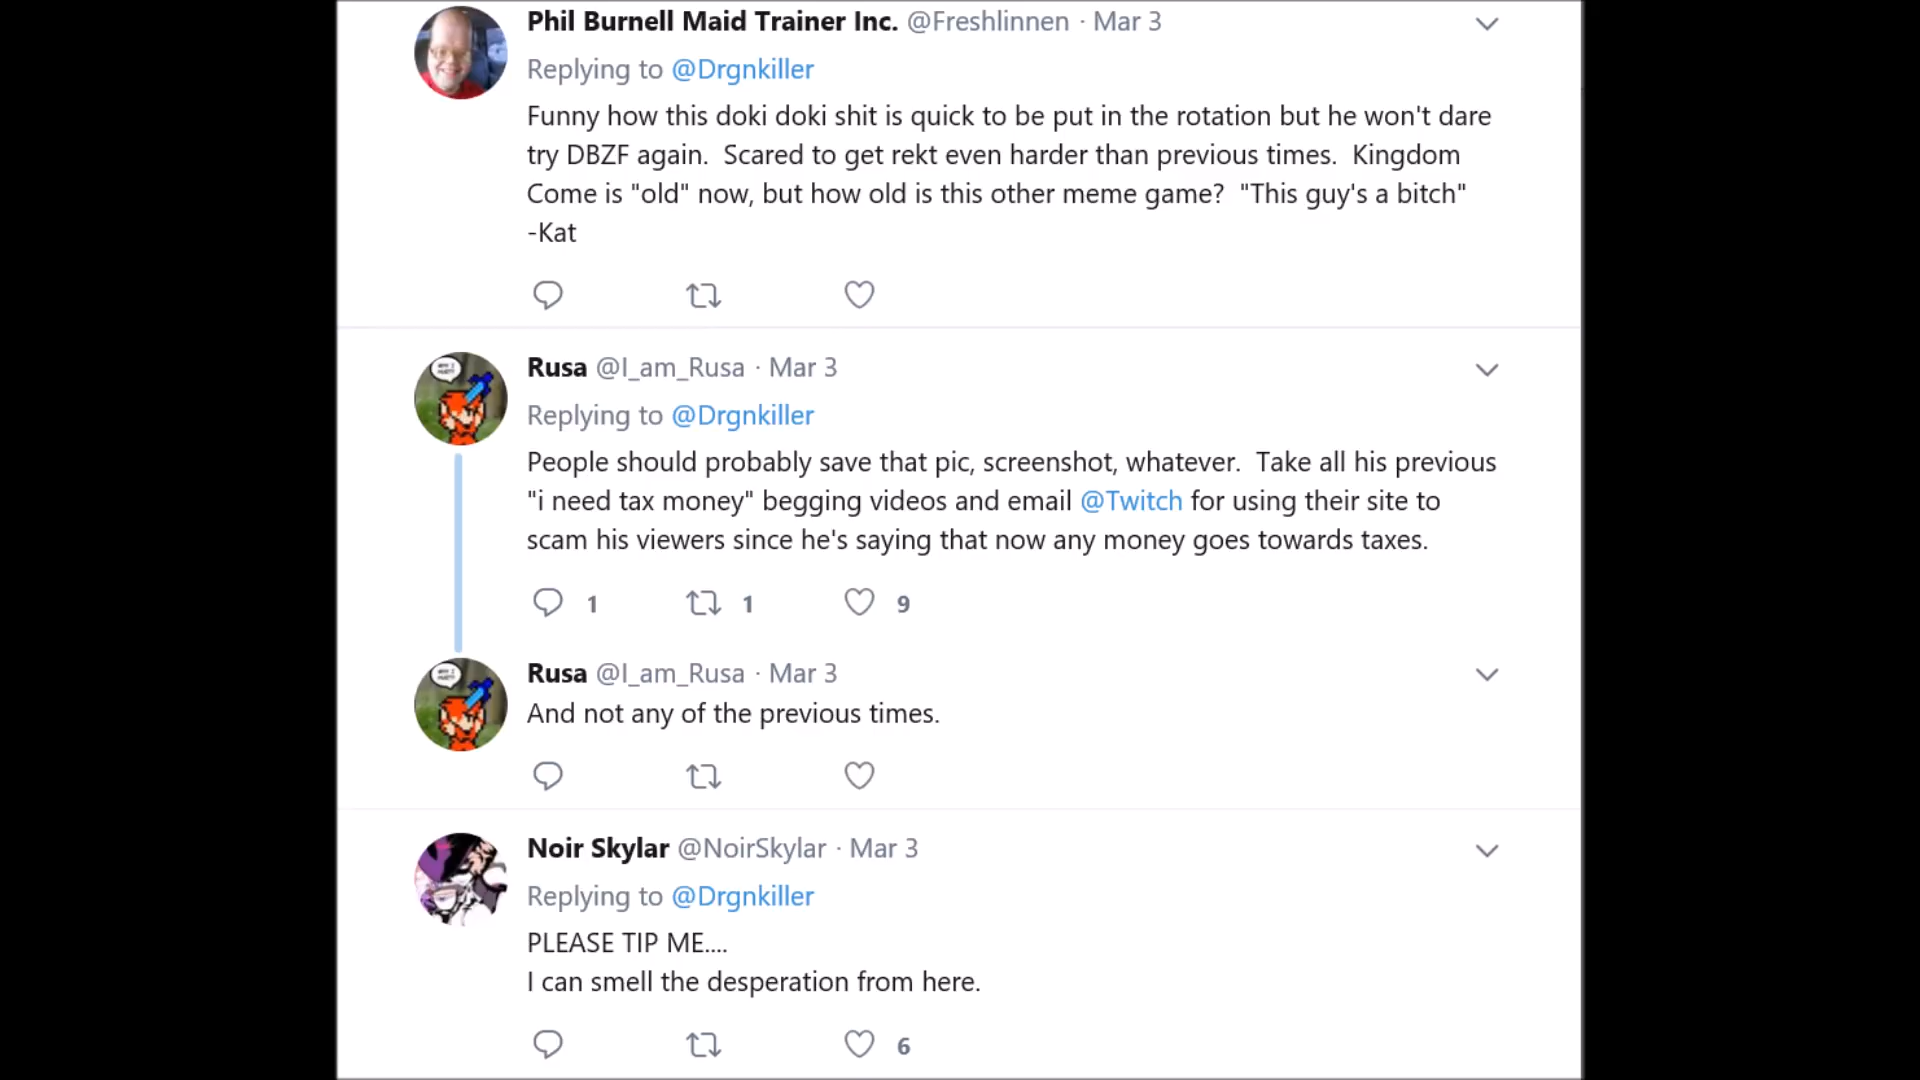 Phil Burnell Maid Trainer Inc. @Freshlinnen · Mar 3
Replying to @Drgnkiller
Funny how this doki doki shit is quick to be put in the rotation but he won't dare
try DBZF again.  Scared to get rekt even harder than previous times.  Kingdom
Come is "old" now, but how old is this other meme game?  "This guy's a bitch"
-Kat
Rusa @I_am_Rusa · Mar 3
Replying to @Drgnkiller
People should probably save that pic, screenshot, whatever.  Take all his previous
"i need tax money" begging videos and email @Twitch for using their site to
scam his viewers since he's saying that now any money goes towards taxes.
1 1 9
Rusa @I_am_Rusa · Mar 3
And not any of the previous times.
Noir Skylar @NoirSkylar · Mar 3
Replying to @Drgnkiller
PLEASE TIP ME....
I can smell the desperation from here.
6